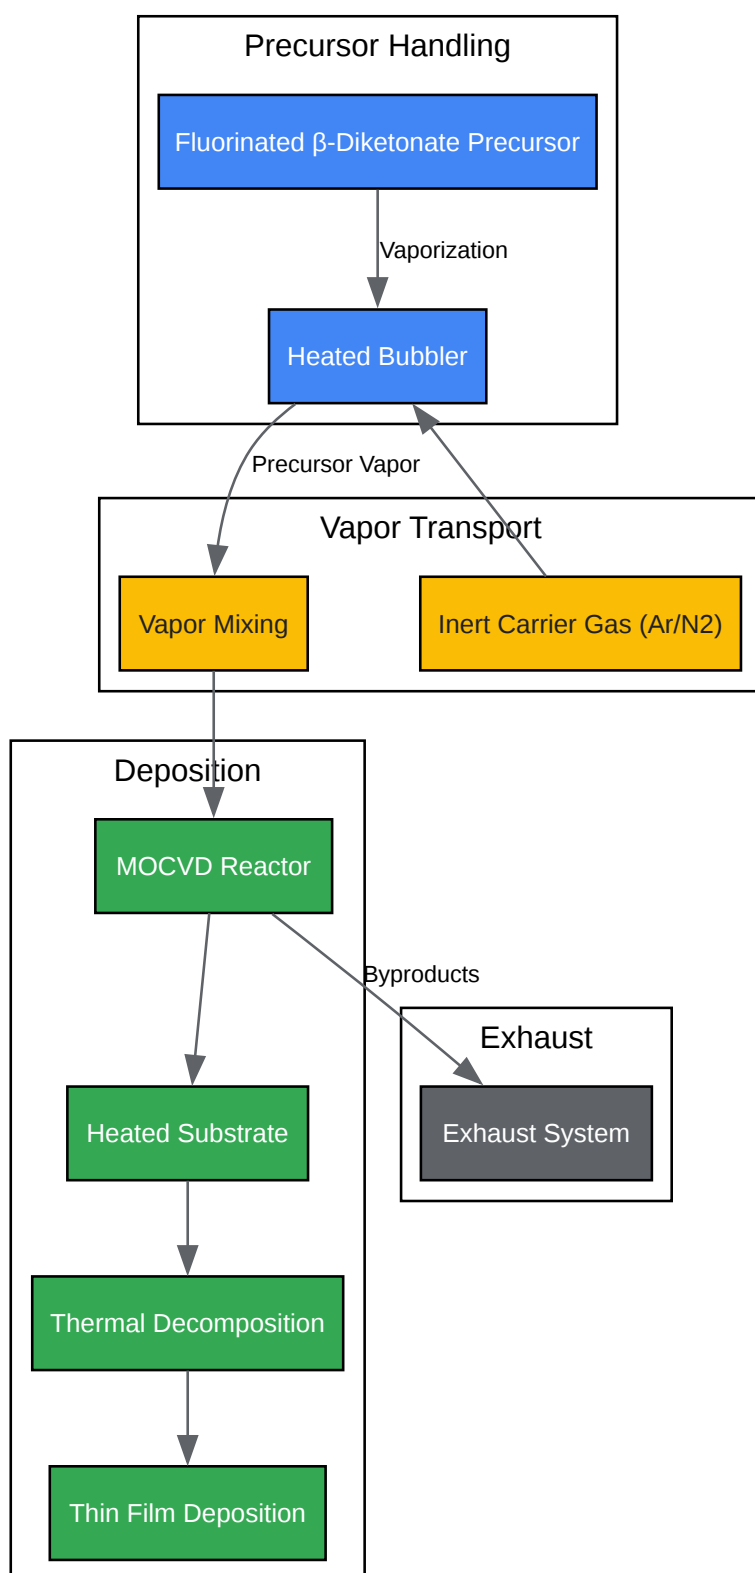 Precursor Handling
Fluorinated β-Diketonate Precursor
Vaporization
Heated Bubbler
Precursor Vapor
Vapor Transport
Vapor Mixing
Inert Carrier Gas (Ar/N2)
Deposition
MOCVD Reactor
Byproducts
Exhaust
Heated Substrate
Exhaust System
Thermal Decomposition
Thin Film Deposition